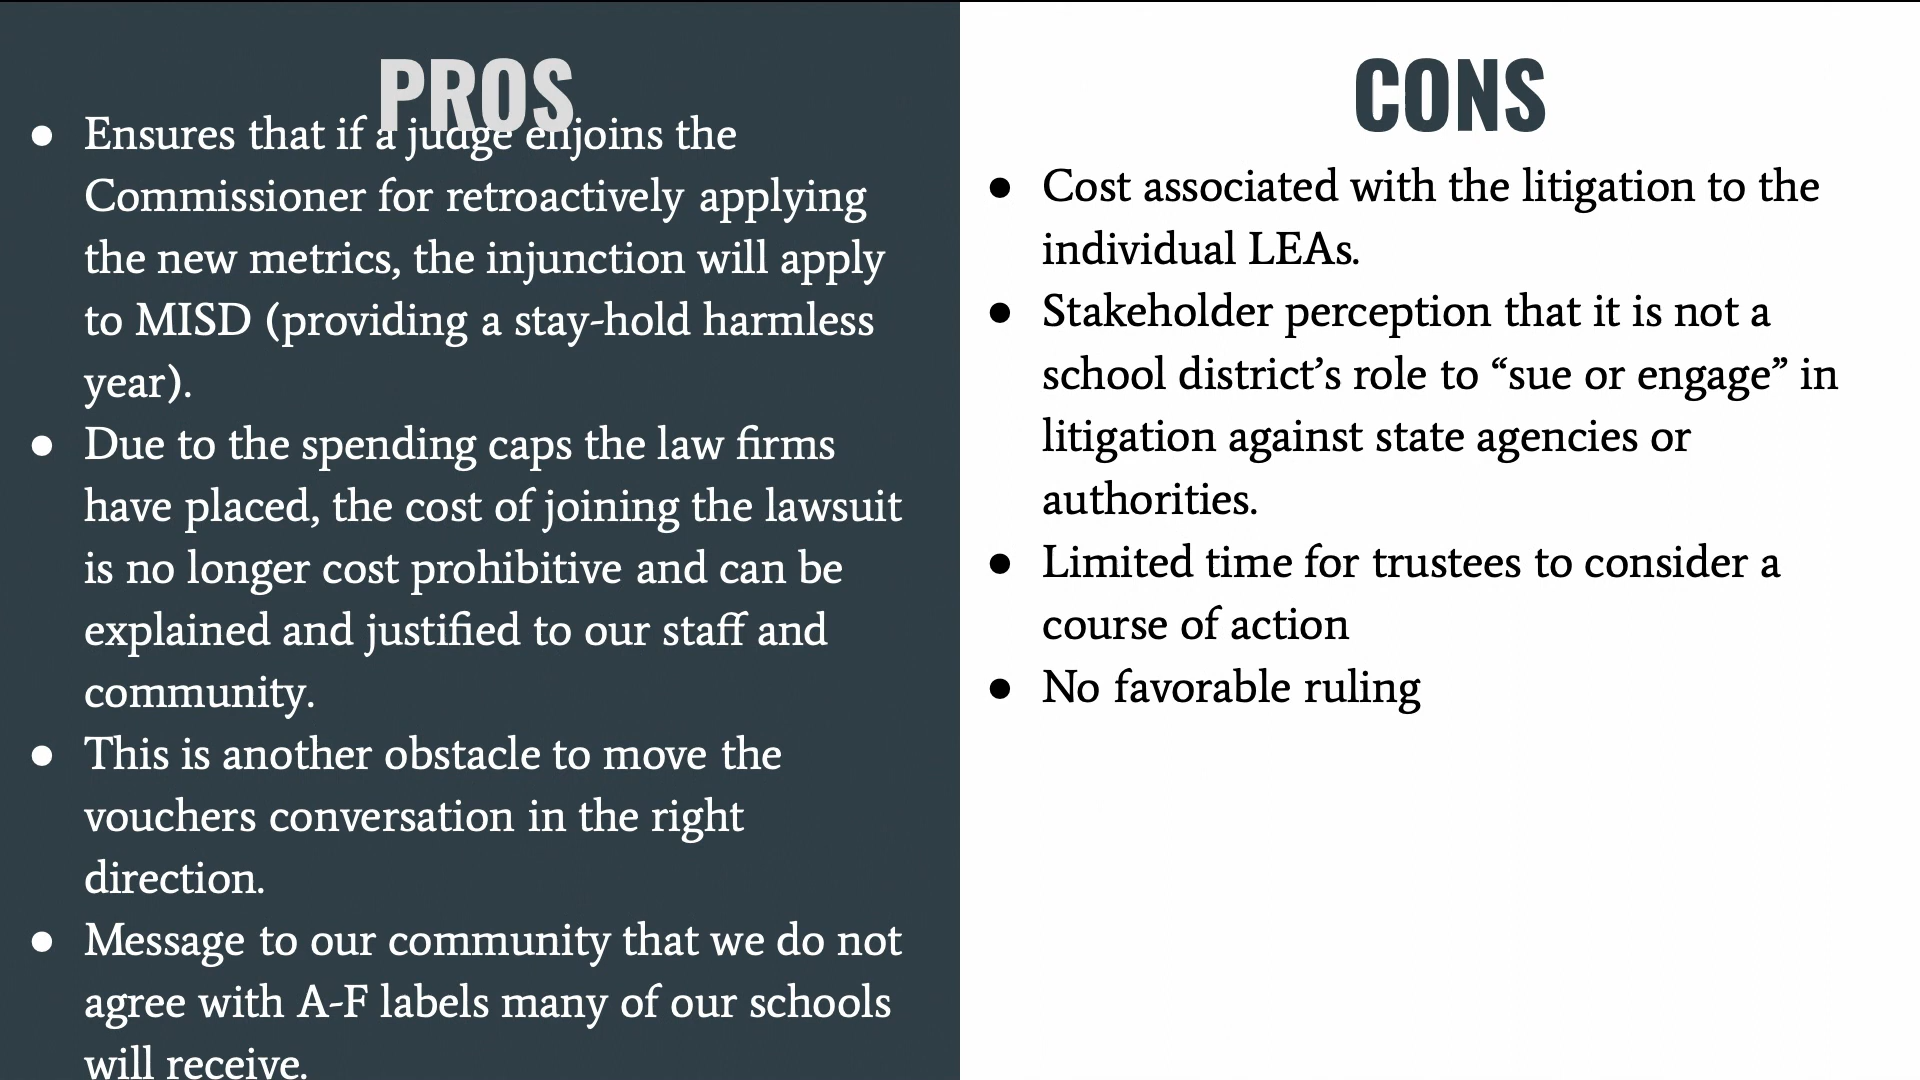 PROS
● Ensures that if a judge enjoins the
Commissioner for retroactively applying
the new metrics, the injunction will apply
to MISD (providing a stay-hold harmless
year).
● Due to the spending caps the law firms
have placed, the cost of joining the lawsuit
is no longer cost prohibitive and can be
explained and justified to our staff and
community.
● This is another obstacle to move the
vouchers conversation in the right
direction.
● Message to our community that we do not
agree with A-F labels many of our schools
will receive.
CONS
● Cost associated with the litigation to the
individual LEAs.
● Stakeholder perception that it is not a
school district’s role to “sue or engage” in
litigation against state agencies or
authorities.
● Limited time for trustees to consider a
course of action
● No favorable ruling